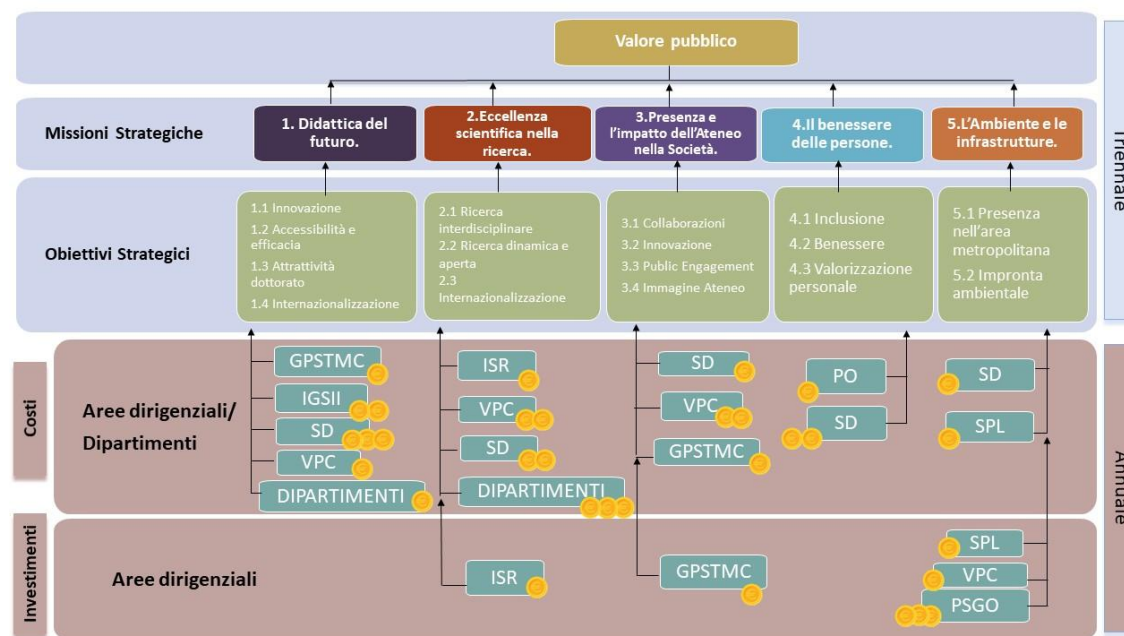 Valore pubblico
Missioni Strategiche
1. Didattica del
futuro.
2.Eccellenza
scientifica nella
ricerca.
3.Presenza e
l'impatto dell'Ateneo
nella Società.
4.Il benessere
delle persone.
5.L'Ambiente e le
infrastrutture.
Triennale
Obiettivi Strategici
1.1 Innovazione
1.2 Accessibilità e
efficacia
1.3 Attrattività
dottorato
1.4 Internazionalizzazione
2.1 Ricerca
interdisciplinare
2.2 Ricerca dinamica e
aperta
2.3
Internazionalizzazione
3.1 Collaborazioni
3.2 Innovazione
3.3 Public Engagement
3.4 Immagine Ateneo
4.1 Inclusione
4.2 Benessere
4.3 Valorizzazione
personale
5.1 Presenza
nell'area
metropolitana
5.2 Impronta
ambientale
Costi
Aree dirigenziali/
Dipartimenti
GPSTMC
IGSII
SD
VPC
DIPARTIMENTI
ISR
VPC
SD
DIPARTIMENTI
SD
VPC
GPSTMC
PO
SD
SD
SPL
Annuale
Investimenti
Aree dirigenziali
ISR
GPSTMC
SPL
VPC
PSGO